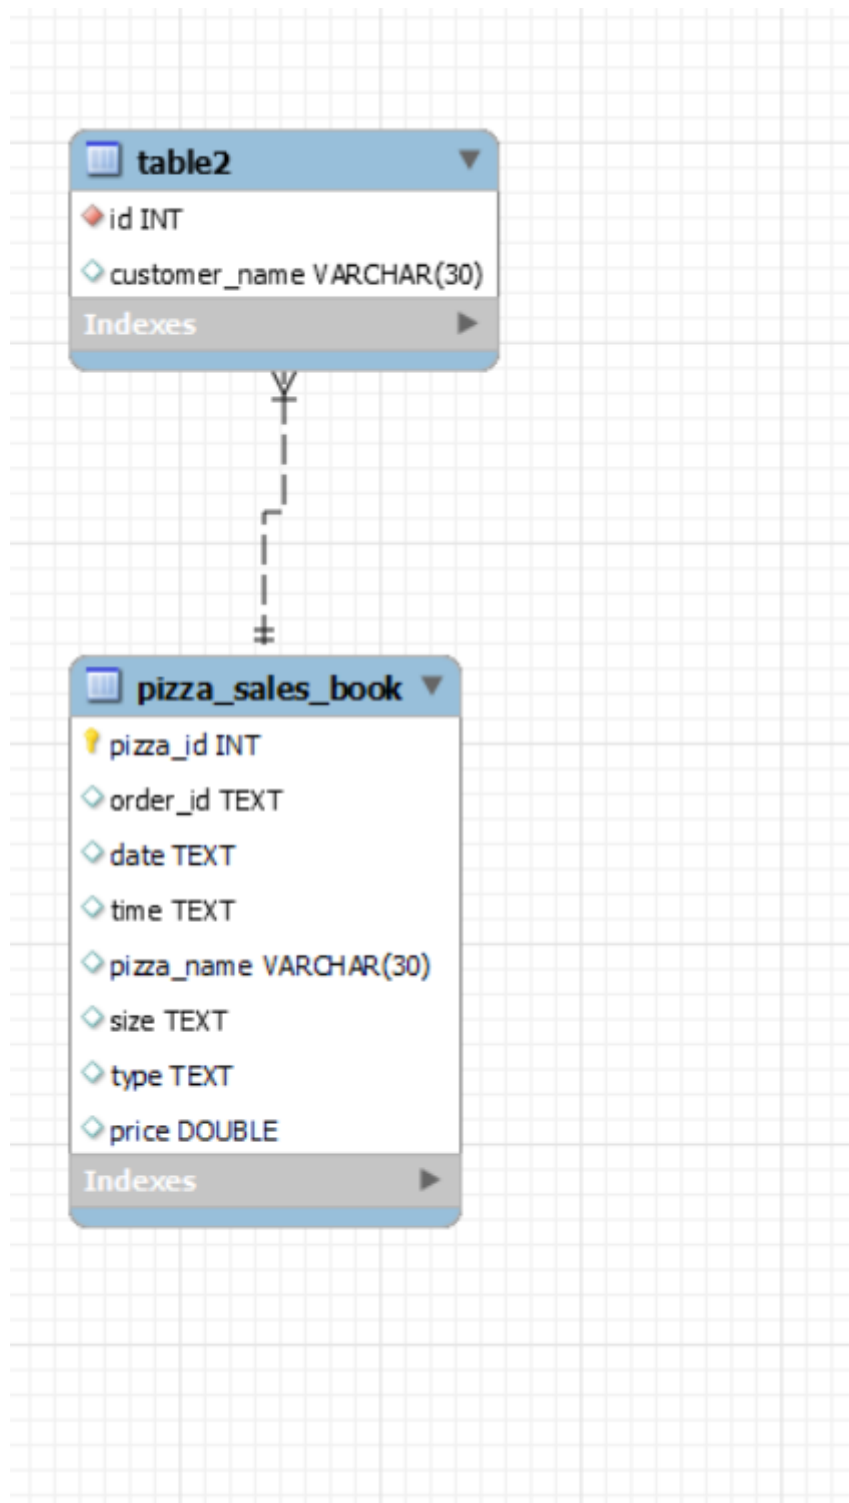 table2
id INT
customer_name VARCHAR(30)
Indexes
pizza_sales_book
pizza_id INT
order_id TEXT
date TEXT
time TEXT
pizza_name VARCHAR(30)
size TEXT
type TEXT
price DOUBLE
Indexes